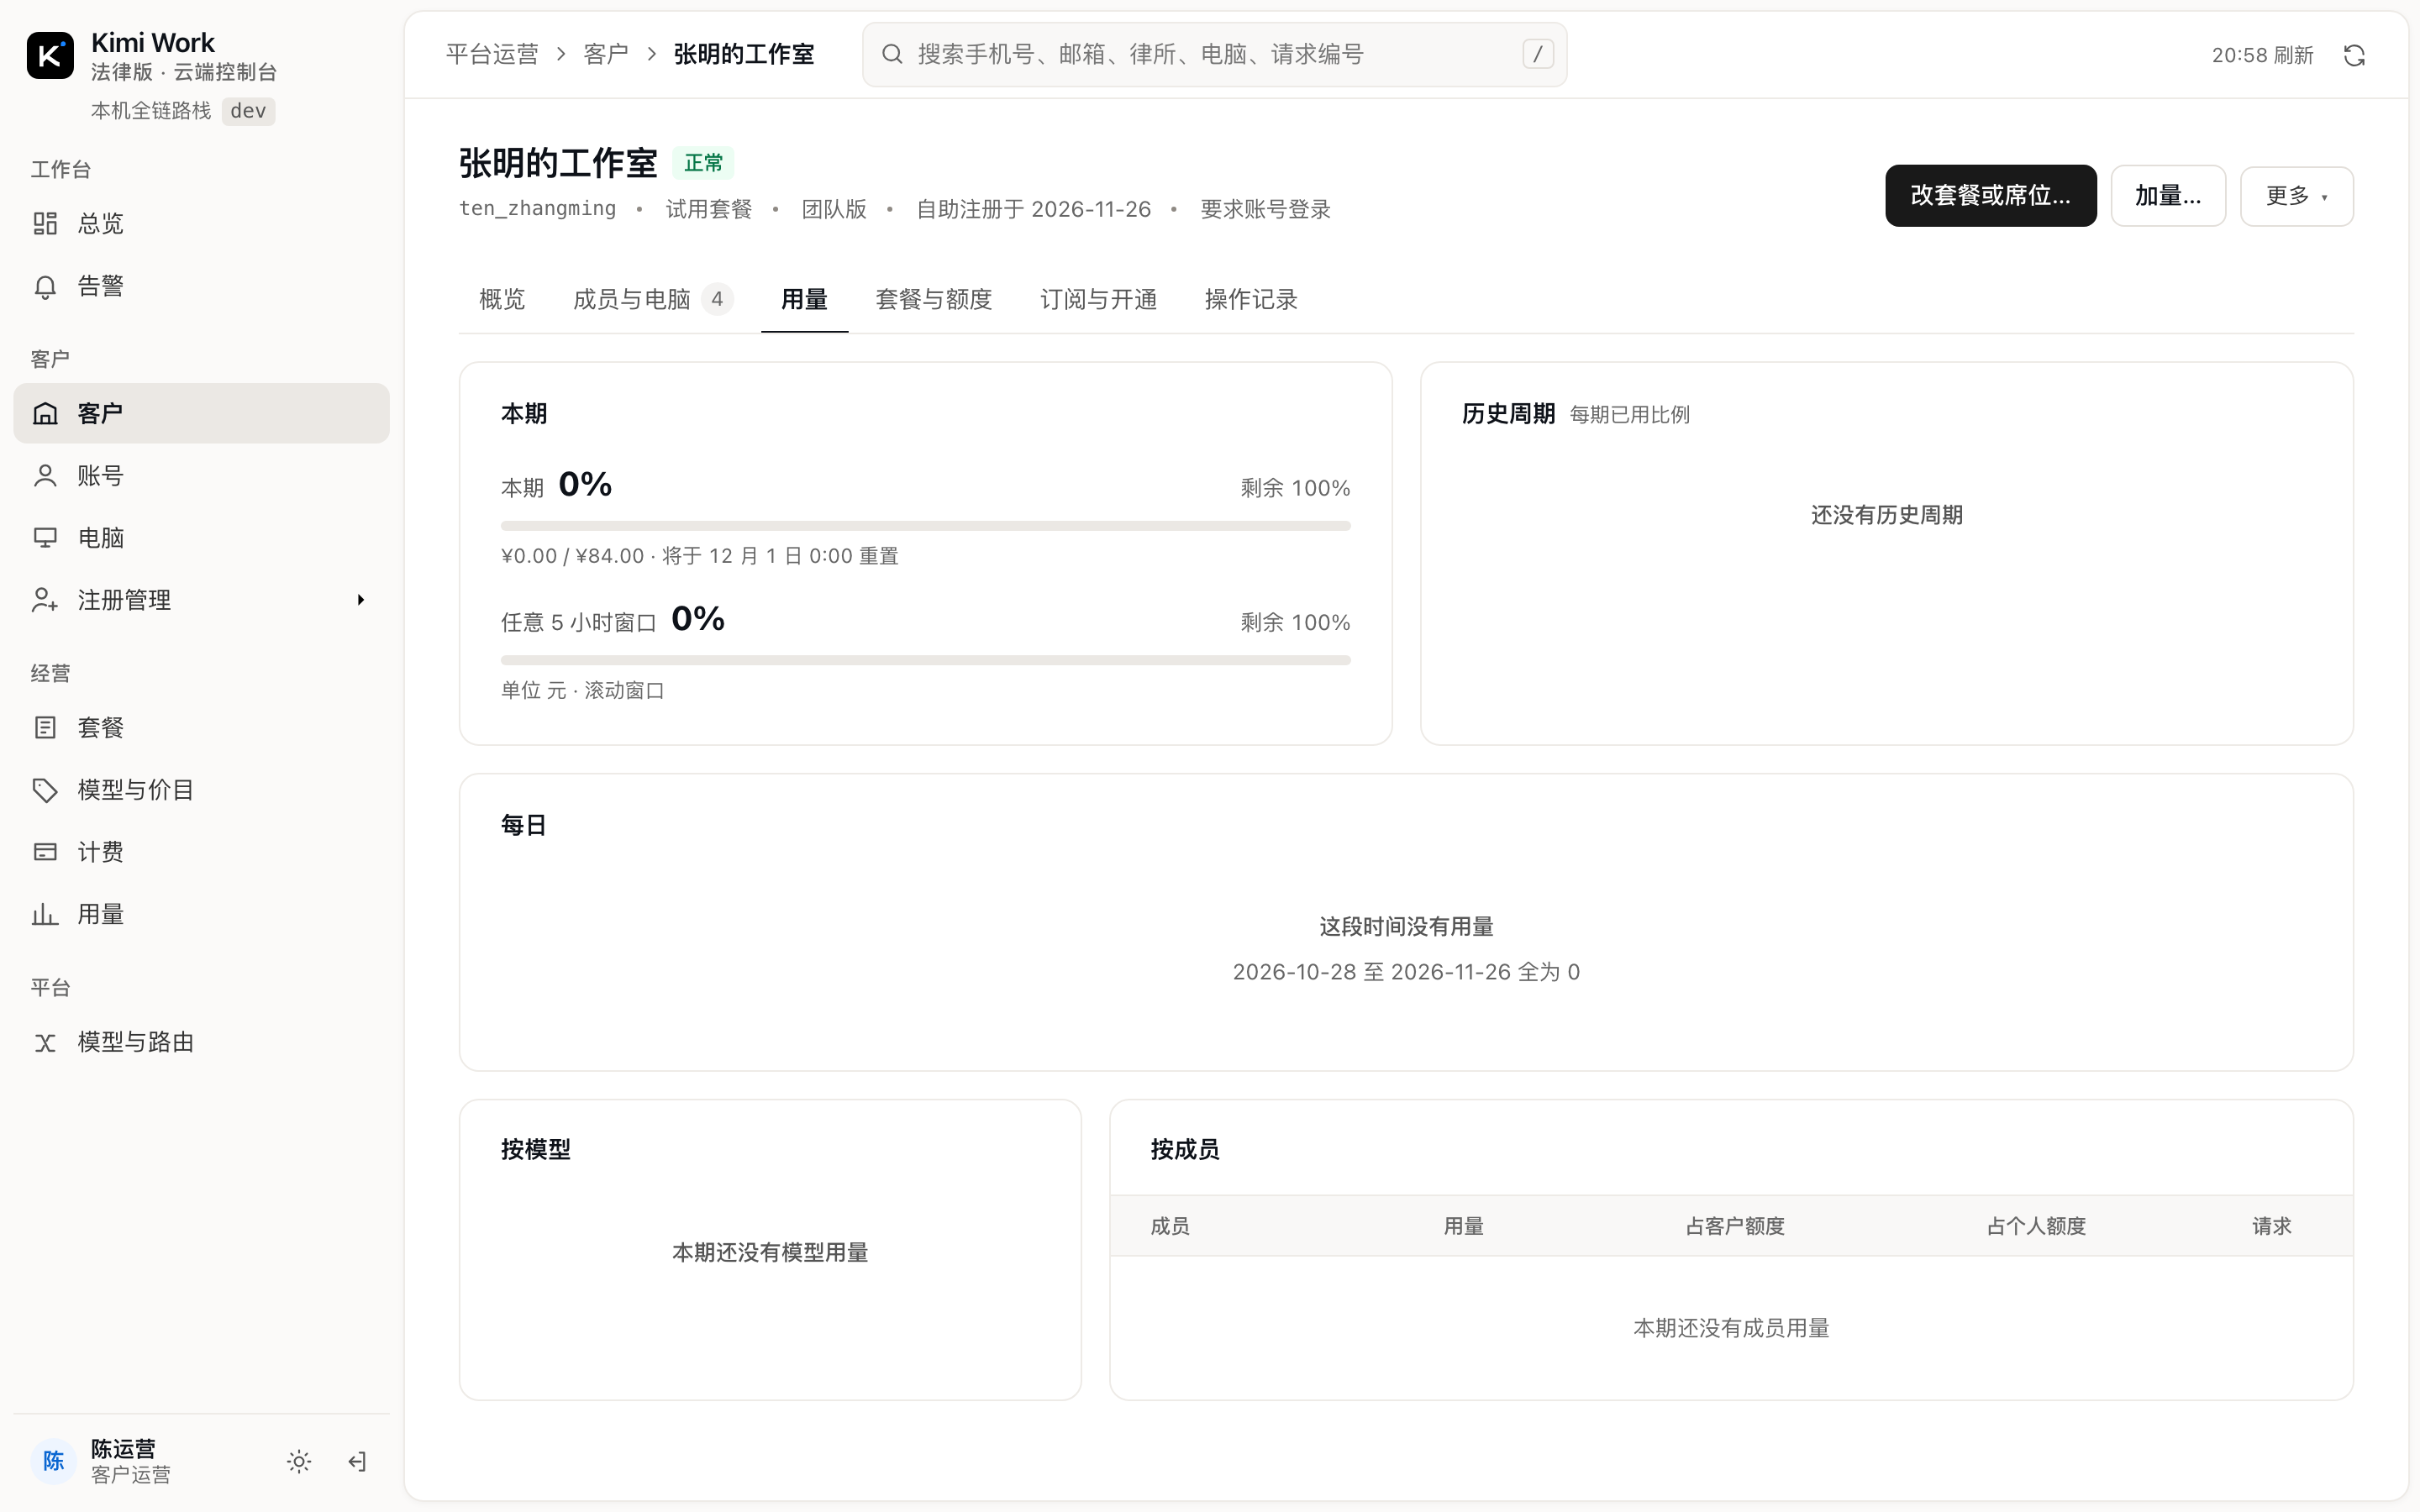 Kimi Work
法律版 · 云端控制台
本机全链路栈 dev
工作台
总览
告警
客户
客户
账号
电脑
注册管理
经营
套餐
模型与价目
计费
用量
平台
模型与路由
陈
陈运营
客户运营
平台运营 > 客户 > 张明的工作室
搜索手机号、邮箱、律所、电脑、请求编号 /
20:58 刷新
张明的工作室 正常
ten_zhangming • 试用套餐 • 团队版 • 自助注册于 2026-11-26 • 要求账号登录
改套餐或席位... 加量... 更多
概览 成员与电脑 4 用量 套餐与额度 订阅与开通 操作记录
本期
本期 0% 剩余 100%
¥0.00 / ¥84.00 · 将于 12 月 1 日 0:00 重置
任意 5 小时窗口 0% 剩余 100%
单位 元 · 滚动窗口
历史周期 每期已用比例
还没有历史周期
每日
这段时间没有用量
2026-10-28 至 2026-11-26 全为 0
按模型
本期还没有模型用量
按成员
成员 用量 占客户额度 占个人额度 请求
本期还没有成员用量